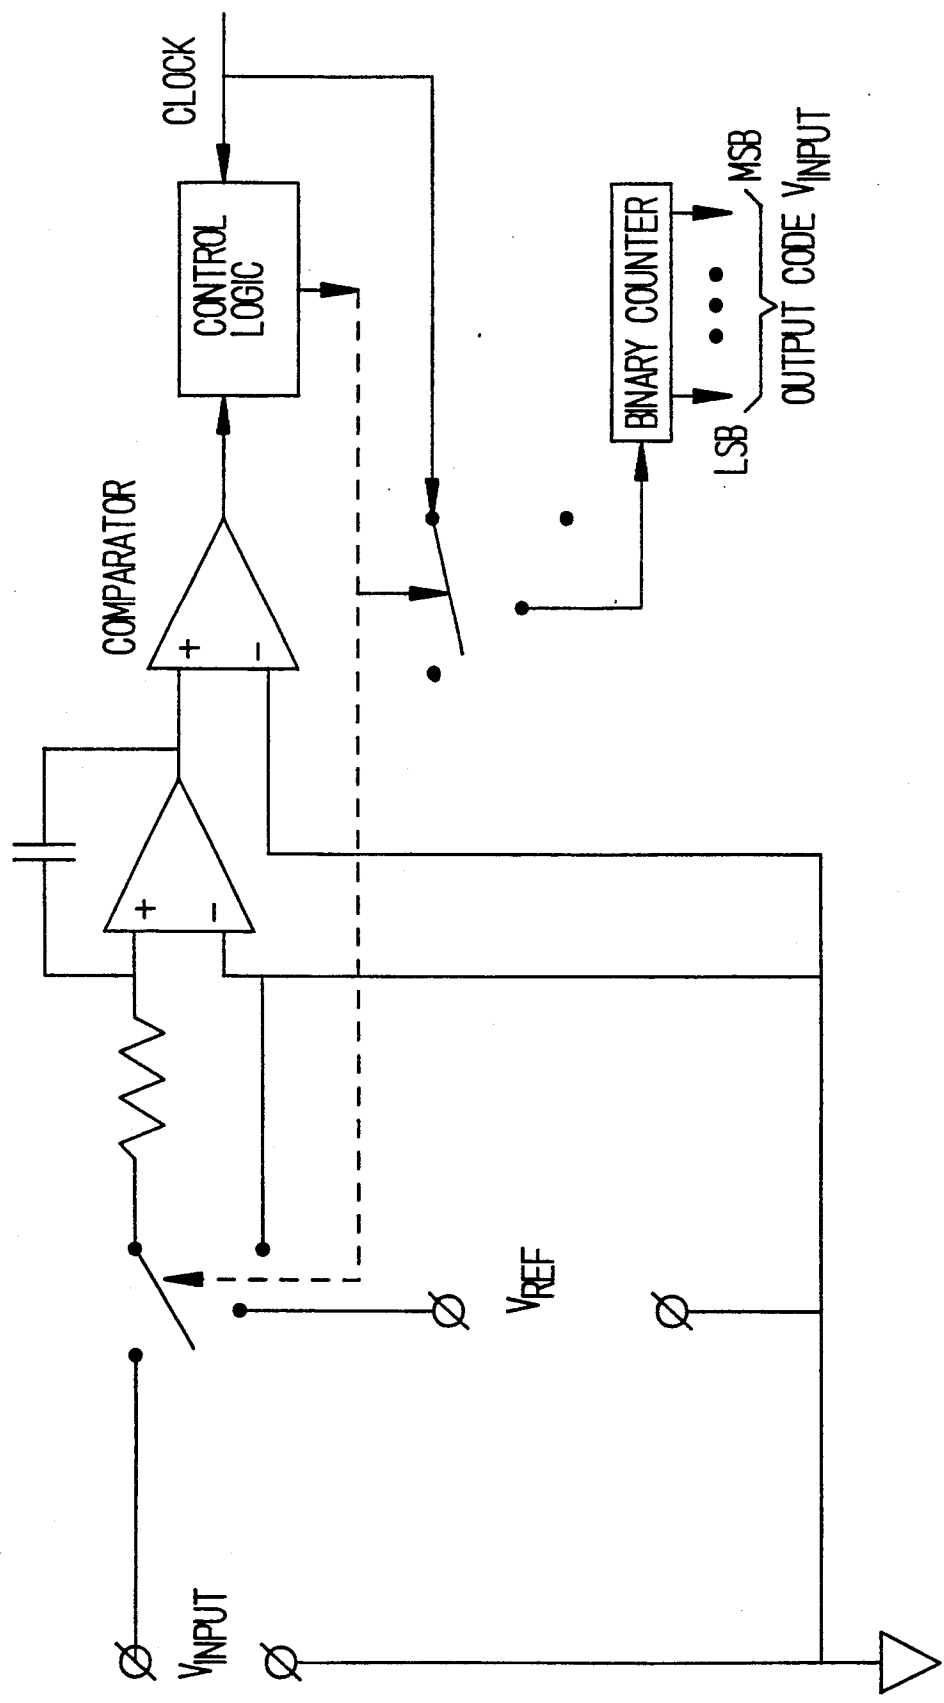 CLOCK
CONTROL
LOGIC
COMPARATOR
+
−
+
−
BINARY COUNTER
LSB
MSB
OUTPUT CODE VINPUT
VREF
VINPUT